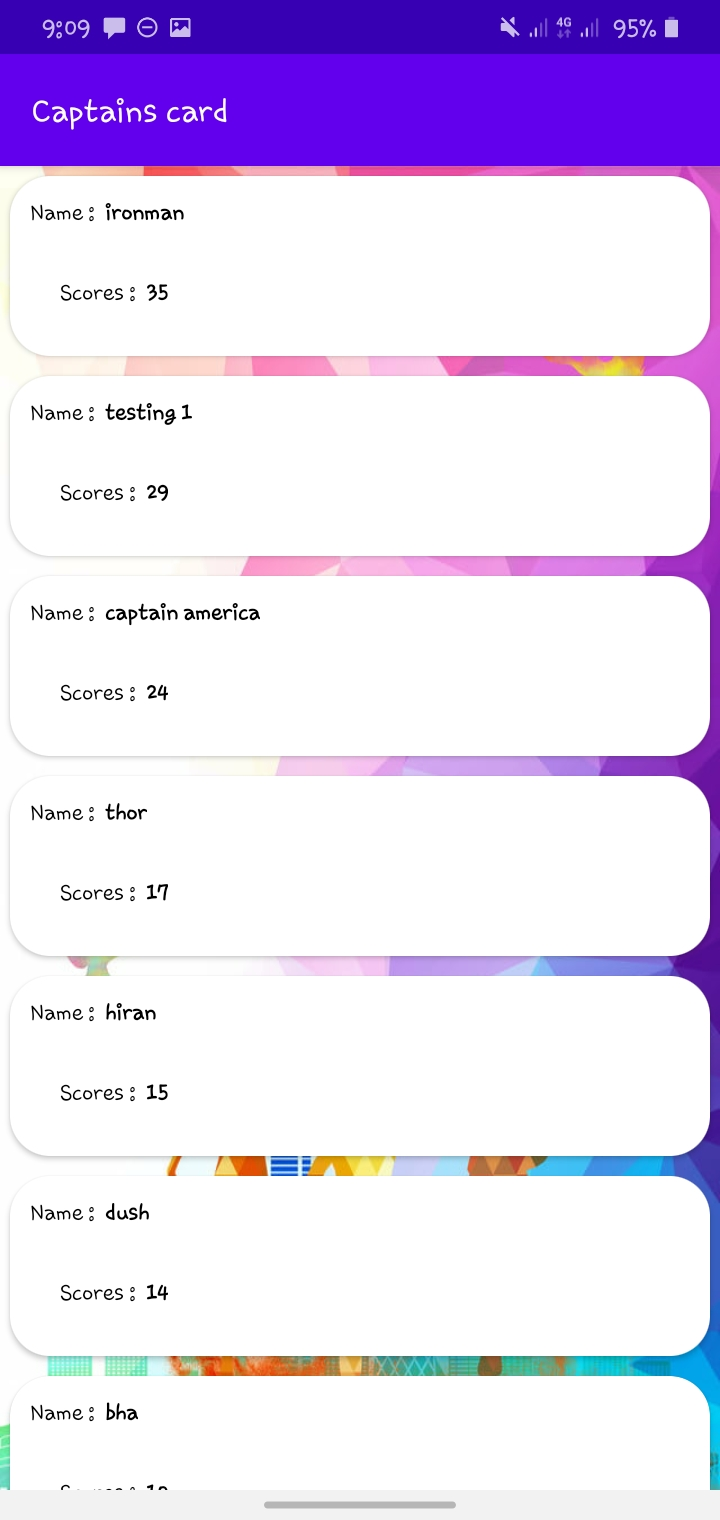 9:09
4G
95%
Captains card
Name : ironman
Scores : 35
Name : testing 1
Scores : 29
Name : captain america
Scores : 24
Name : thor
Scores : 17
Name : hiran
Scores : 15
Name : dush
Scores : 14
Name : bha